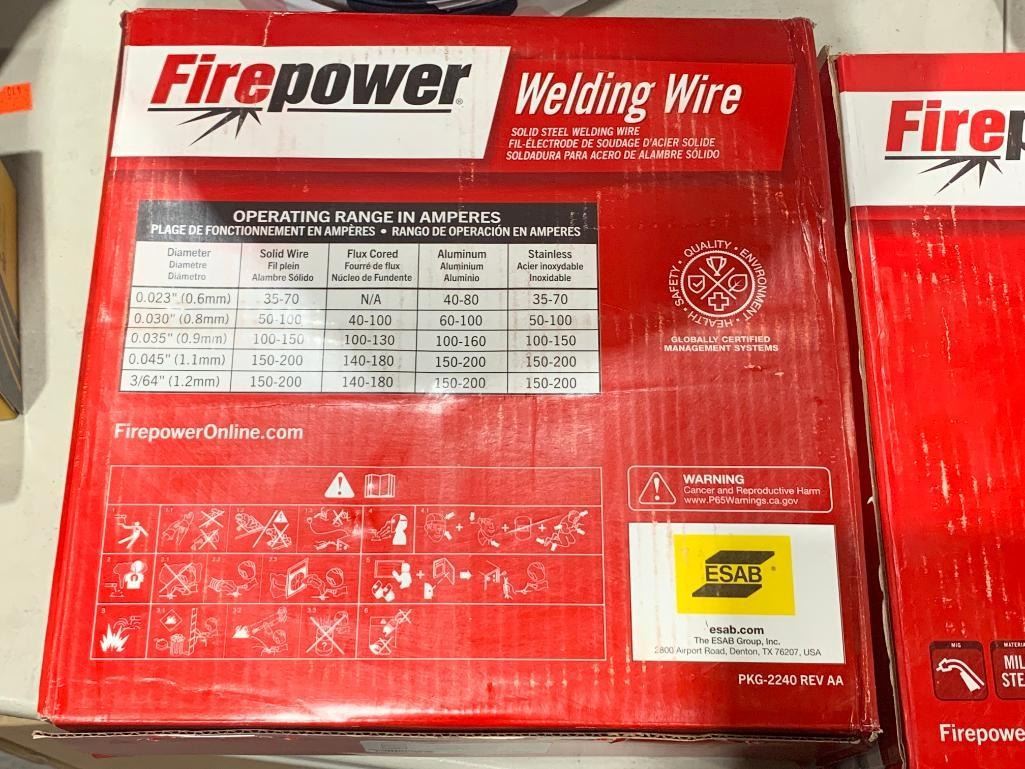 Firepower®
Welding Wire
SOLID STEEL WELDING WIRE
FIL-ÉLECTRODE DE SOUDAGE D'ACIER SOLIDE
SOLDADURA PARA ACERO DE ALAMBRE SÓLIDO
OPERATING RANGE IN AMPERES
PLAGE DE FONCTIONNEMENT EN AMPÈRES • RANGO DE OPERACIÓN EN AMPERES
Diameter Solid Wire Flux Cored Aluminum Stainless
Diametre Fil plein Fourré de flux Aluminium Acier inoxydable
Diámetro Alambre Sólido Núcleo de Fundente Aluminio Inoxidable
0.023" (0.6mm) 35-70 N/A 40-80 35-70
0.030" (0.8mm) 50-100 40-100 60-100 50-100
0.035" (0.9mm) 100-150 100-130 100-160 100-150
0.045" (1.1mm) 150-200 140-180 150-200 150-200
3/64" (1.2mm) 150-200 140-180 150-200 150-200
QUALITY • ENVIRONMENT • HEALTH • SAFETY •
GLOBALLY CERTIFIED
MANAGEMENT SYSTEMS
FirepowerOnline.com
WARNING
Cancer and Reproductive Harm
www.P65Warnings.ca.gov
ESAB
esab.com
The ESAB Group, Inc.
2800 Airport Road, Denton, TX 76207, USA
PKG-2240 REV AA
Firep
MIG
MATERIA
MIL
STE
Firepowe